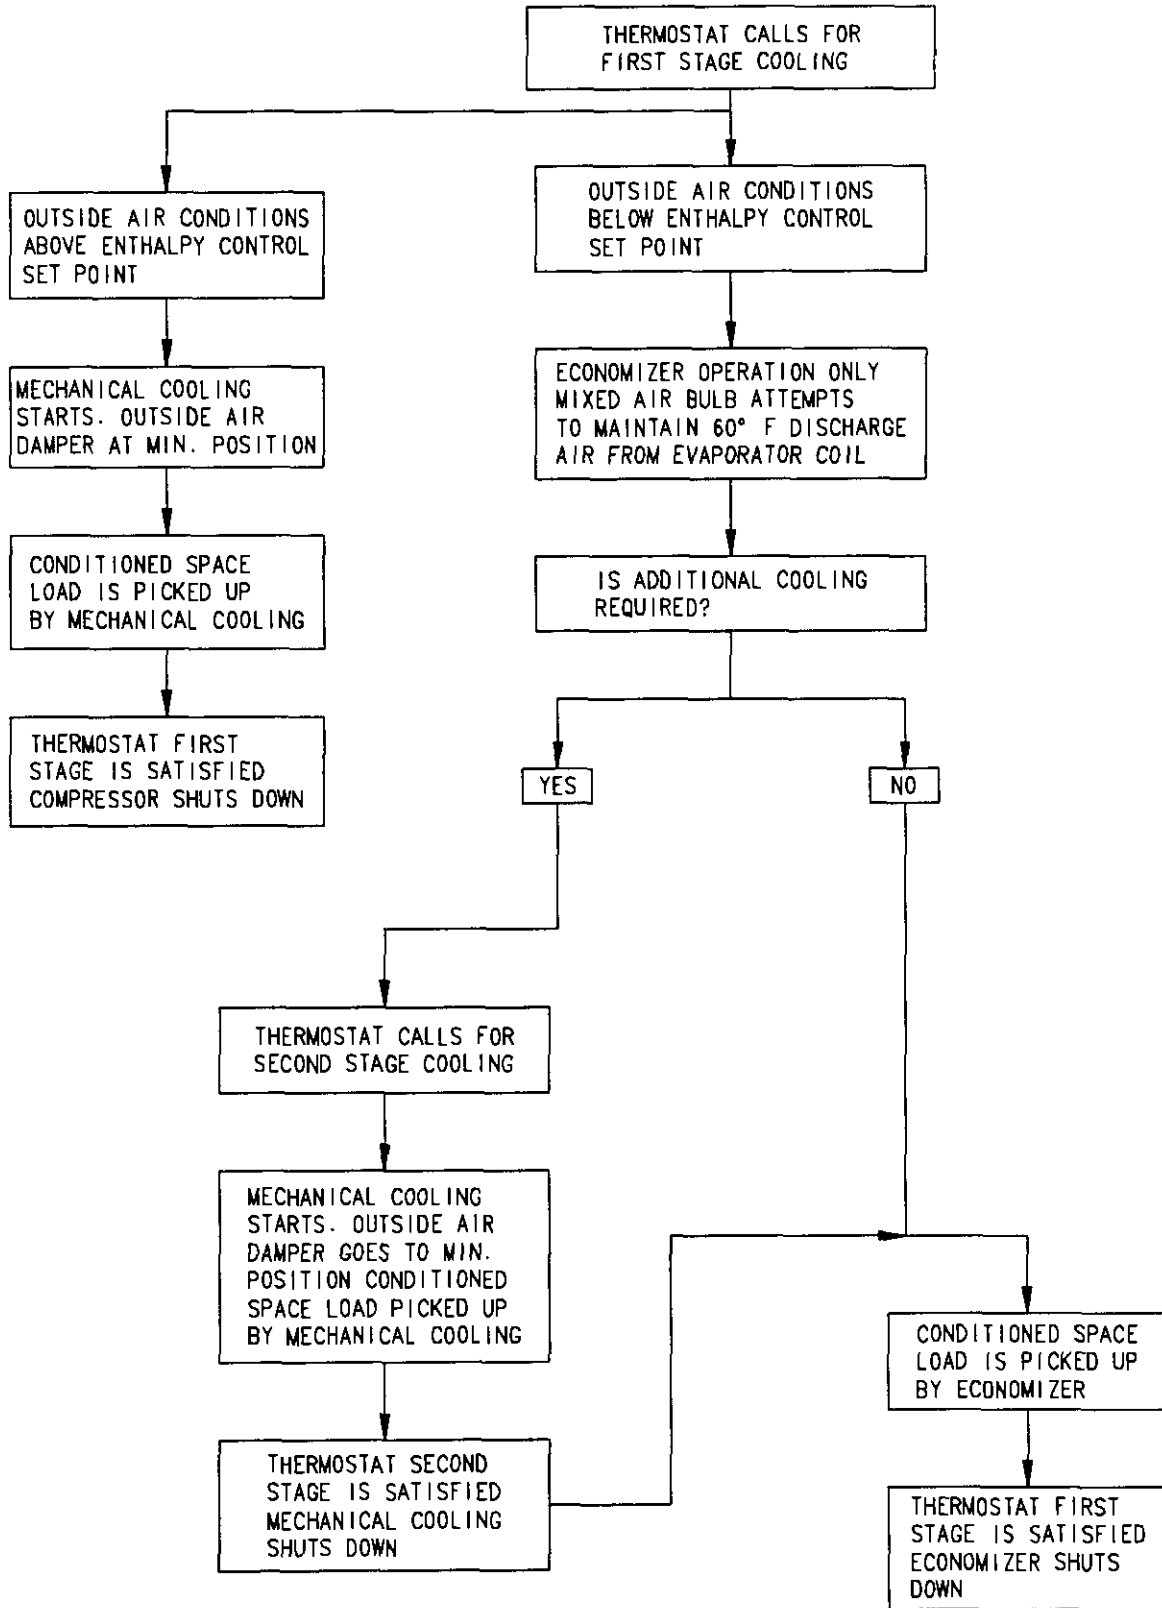 THERMOSTAT CALLS FOR
FIRST STAGE COOLING
OUTSIDE AIR CONDITIONS
ABOVE ENTHALPY CONTROL
SET POINT
MECHANICAL COOLING
STARTS. OUTSIDE AIR
DAMPER AT MIN. POSITION
CONDITIONED SPACE
LOAD IS PICKED UP
BY MECHANICAL COOLING
THERMOSTAT FIRST
STAGE IS SATISFIED
COMPRESSOR SHUTS DOWN
OUTSIDE AIR CONDITIONS
BELOW ENTHALPY CONTROL
SET POINT
ECONOMIZER OPERATION ONLY
MIXED AIR BULB ATTEMPTS
TO MAINTAIN 60° F DISCHARGE
AIR FROM EVAPORATOR COIL
IS ADDITIONAL COOLING
REQUIRED?
YES
NO
THERMOSTAT CALLS FOR
SECOND STAGE COOLING
MECHANICAL COOLING
STARTS. OUTSIDE AIR
DAMPER GOES TO MIN.
POSITION CONDITIONED
SPACE LOAD PICKED UP
BY MECHANICAL COOLING
THERMOSTAT SECOND
STAGE IS SATISFIED
MECHANICAL COOLING
SHUTS DOWN
CONDITIONED SPACE
LOAD IS PICKED UP
BY ECONOMIZER
THERMOSTAT FIRST
STAGE IS SATISFIED
ECONOMIZER SHUTS
DOWN